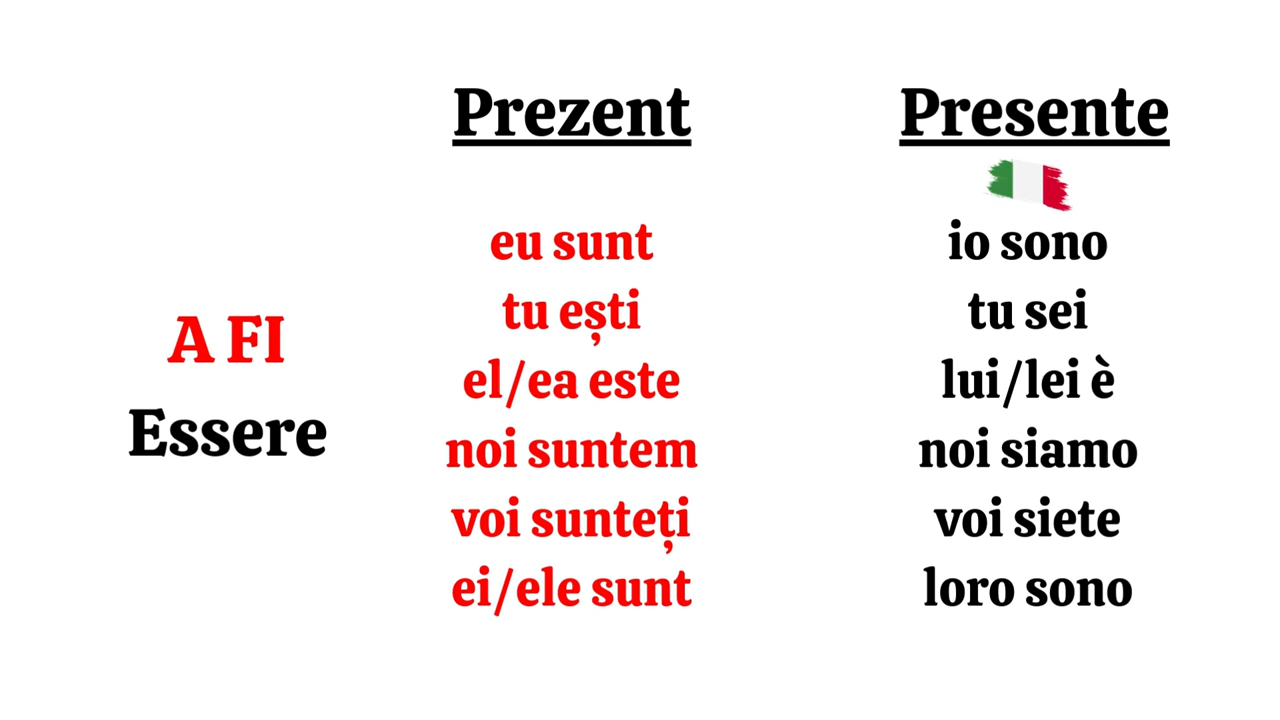 Prezent
Presente
A FI
Essere
eu sunt
tu ești
el/ea este
noi suntem
voi sunteți
ei/ele sunt
io sono
tu sei
lui/lei è
noi siamo
voi siete
loro sono